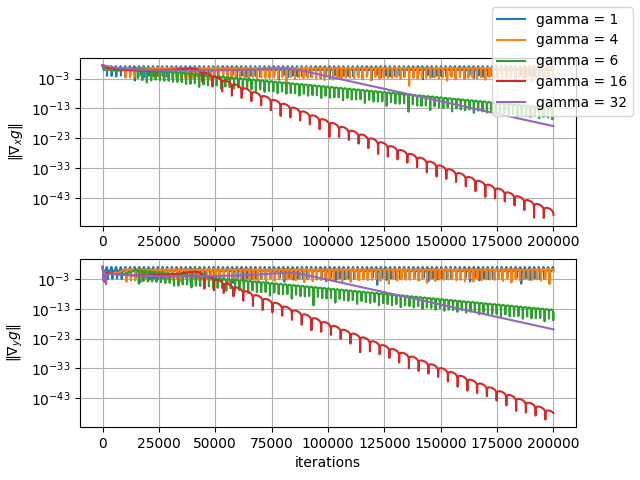 gamma = 1
gamma = 4
gamma = 6
gamma = 16
gamma = 32
‖∇ₓg‖
10⁻³
10⁻¹³
10⁻²³
10⁻³³
10⁻⁴³
0 25000 50000 75000 100000 125000 150000 175000 200000
‖∇ᵧg‖
10⁻³
10⁻¹³
10⁻²³
10⁻³³
10⁻⁴³
0 25000 50000 75000 100000 125000 150000 175000 200000
iterations